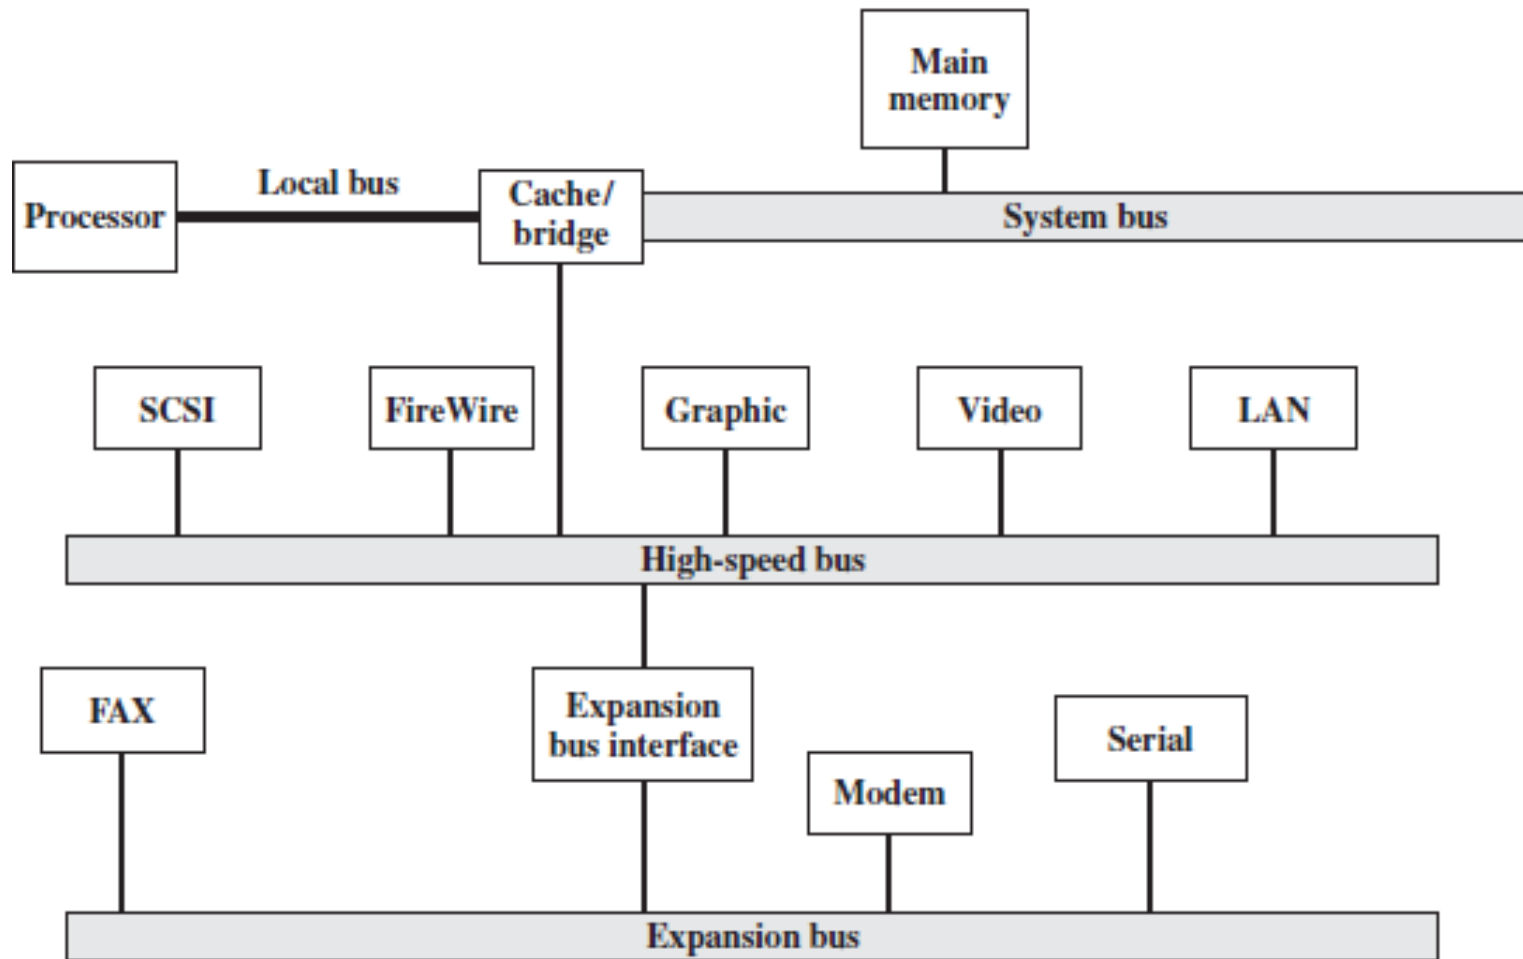 Main
memory
Local bus
Processor
Cache/
bridge
System bus
SCSI
FireWire
Graphic
Video
LAN
High-speed bus
FAX
Expansion
bus interface
Serial
Modem
Expansion bus